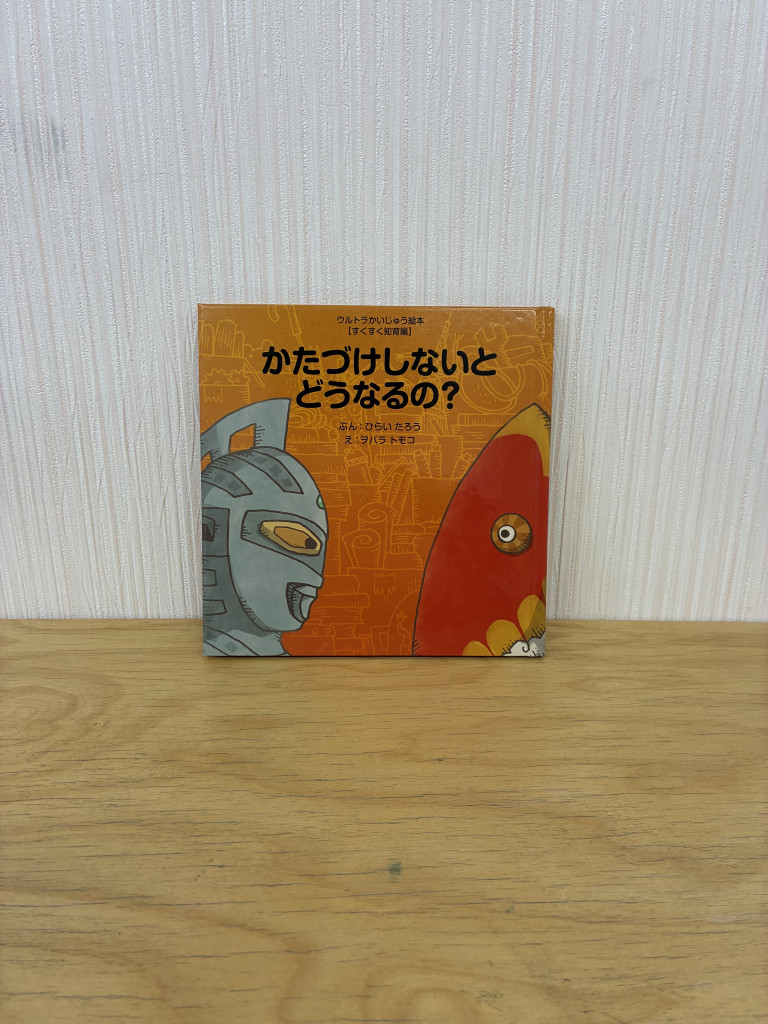 ウルトラかいじゅう絵本
【すくすく知育編】
かたづけしないと
どうなるの?
ぶん:ひらい たろう
え:ヲバラ トモコ